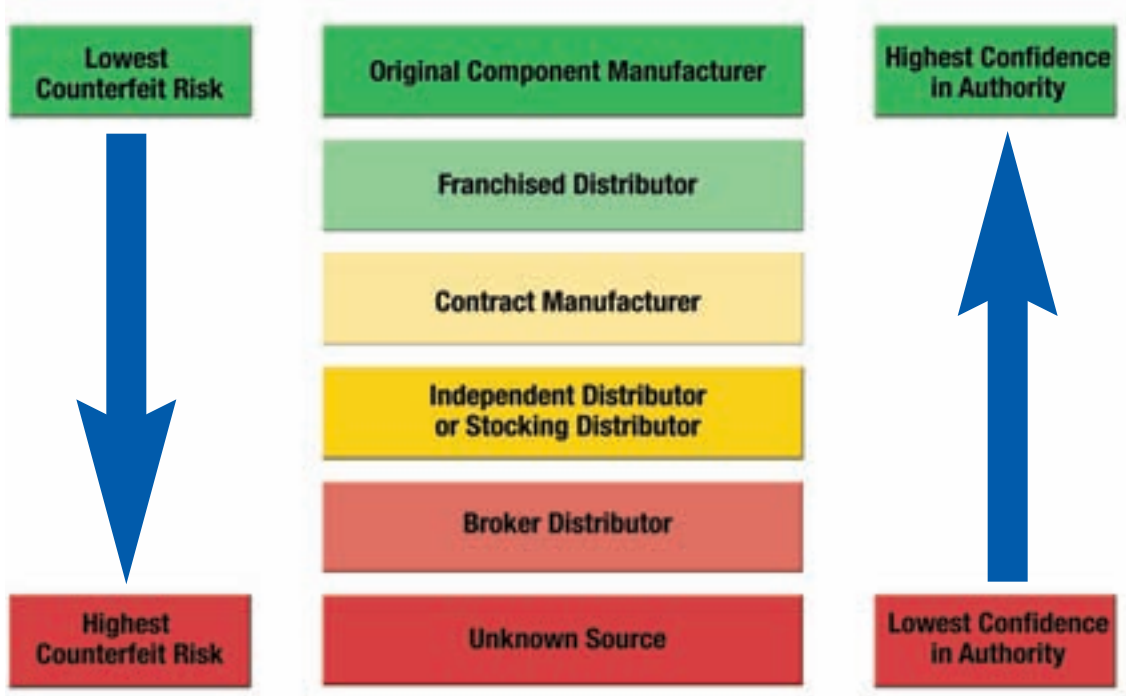 Lowest
Counterfeit Risk
Original Component Manufacturer
Highest Confidence
in Authority
Franchised Distributor
Contract Manufacturer
Independent Distributor
or Stocking Distributor
Broker Distributor
Highest
Counterfeit Risk
Unknown Source
Lowest Confidence
in Authority